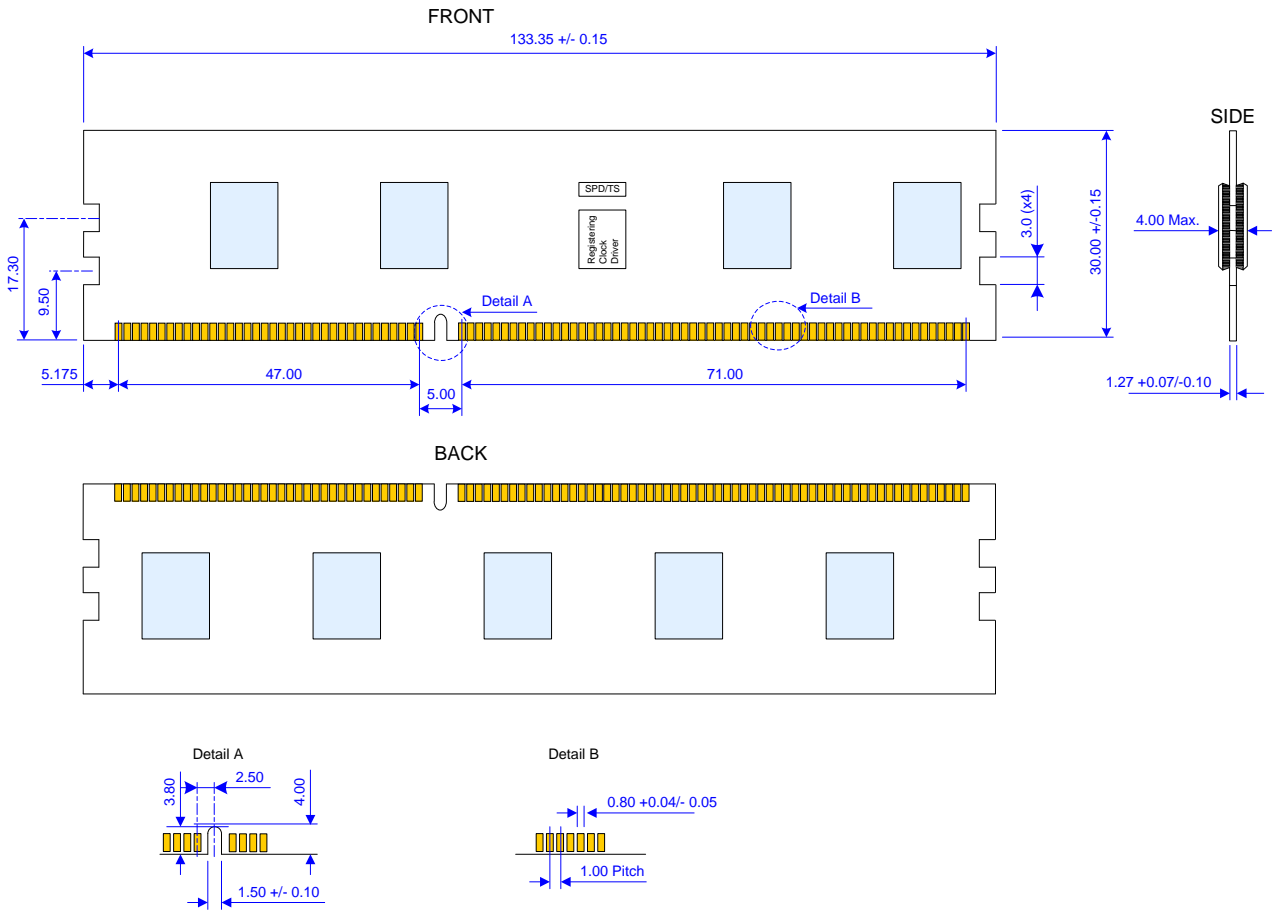 FRONT
133.35 +/- 0.15
SIDE
SPD/TS
Registering
Clock
Driver
17.30
9.50
3.0 (x4)
30.00 +/-0.15
4.00 Max.
Detail A
Detail B
5.175
47.00
5.00
71.00
1.27 +0.07/-0.10
BACK
Detail A
3.80
2.50
4.00
1.50 +/- 0.10
Detail B
0.80 +0.04/- 0.05
1.00 Pitch